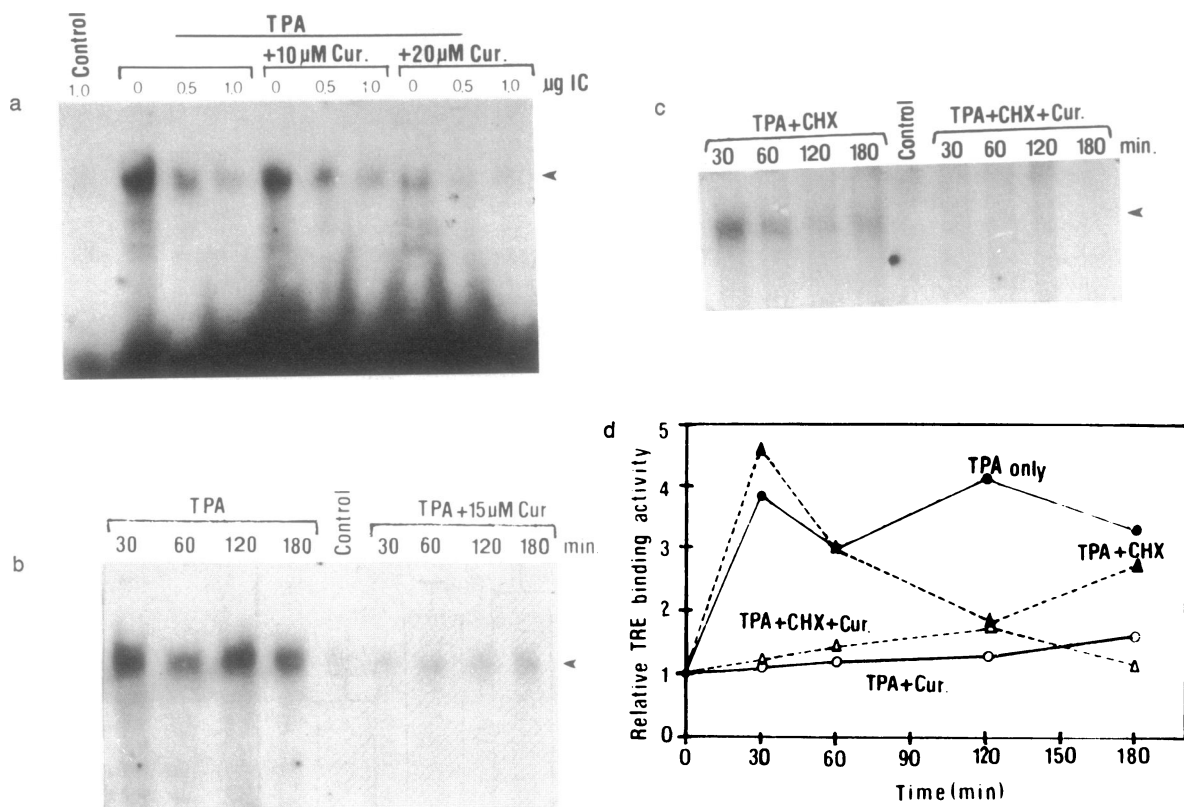 a
Control
TPA
+10µM Cur. +20µM Cur.
1.0 0 0.5 1.0 0 0.5 1.0 0 0.5 1.0 µg IC
c
TPA+CHX Control TPA+CHX+Cur.
30 60 120 180 30 60 120 180 min.
b
TPA Control TPA+15µM Cur
30 60 120 180 30 60 120 180 min.
d
Relative TRE binding activity
5
4
3
2
1
0
TPA only
TPA+CHX
TPA+CHX+Cur.
TPA+Cur.
0 30 60 90 120 150 180
Time(min)